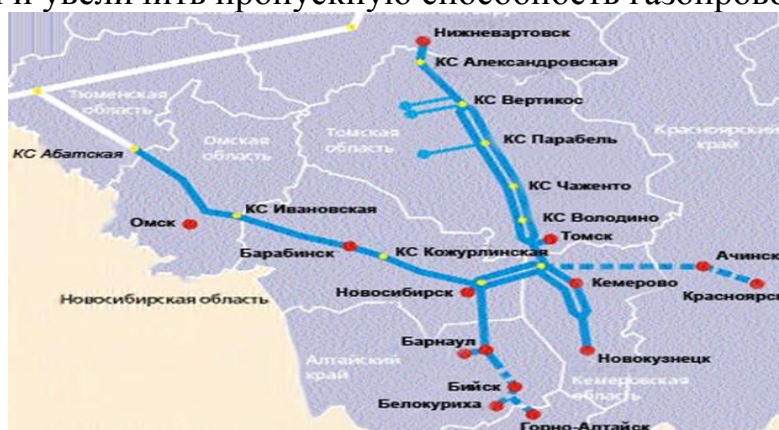 и увеличить пропускную способность газопрово
Нижневартовск
КС Александровская
Тюменская
область
КС Вертикос
Омская
область
Томская
область
КС Парабель
Красноярский
край
КС Абатская
КС Чаженто
КС Ивановская
КС Володино
Омск
Томск
Барабинск
КС Кожурлинская
Ачинск
Новосибирск
Кемерово
Красноярс
Новосибирская область
Барнаул
Новокузнецк
Алтайский
край
Кемеровская
область
Бийск
Белокуриха
Горно-Алтайск